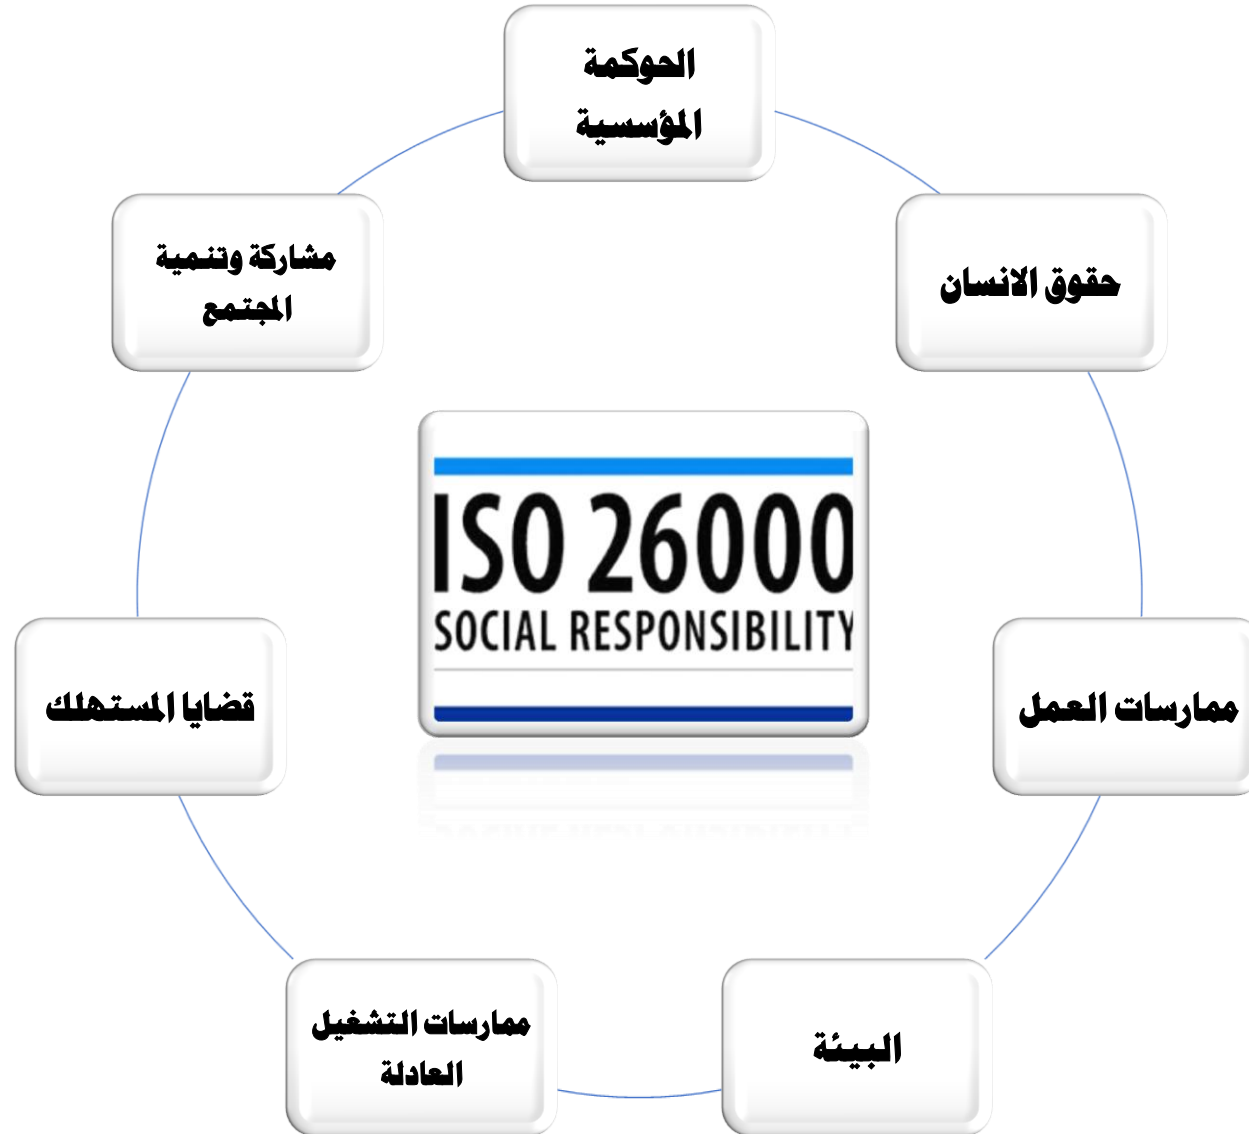 الحوكمة
المؤسسية
حقوق الانسان
ممارسات العمل
البيئة
ممارسات التشغيل
العادلة
قضايا المستهلك
مشاركة وتنمية
المجتمع
ISO 26000
SOCIAL RESPONSIBILITY